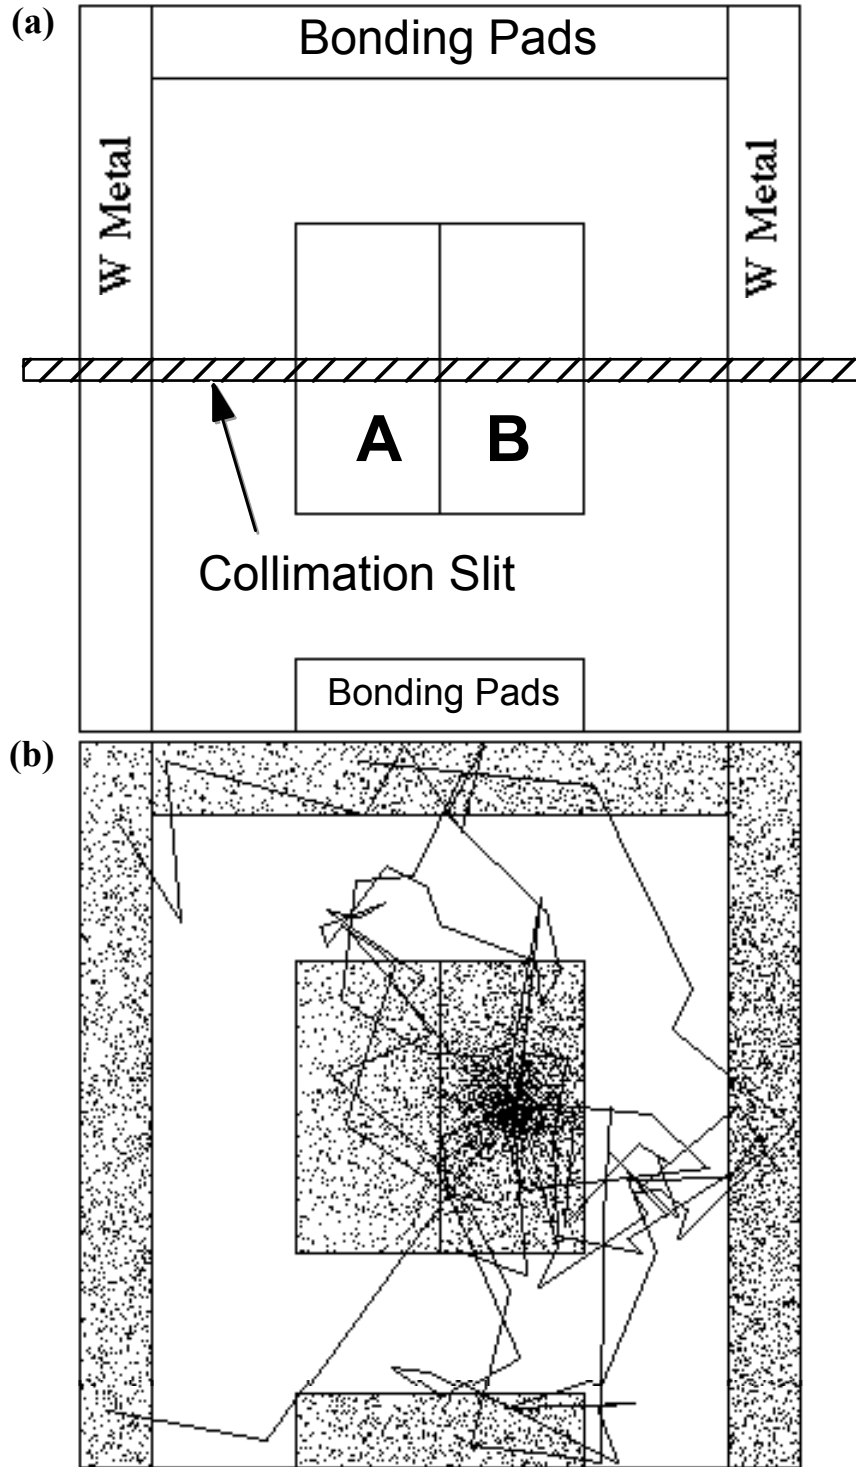 (a)
Bonding Pads
W Metal
W Metal
A B
Collimation Slit
Bonding Pads
(b)